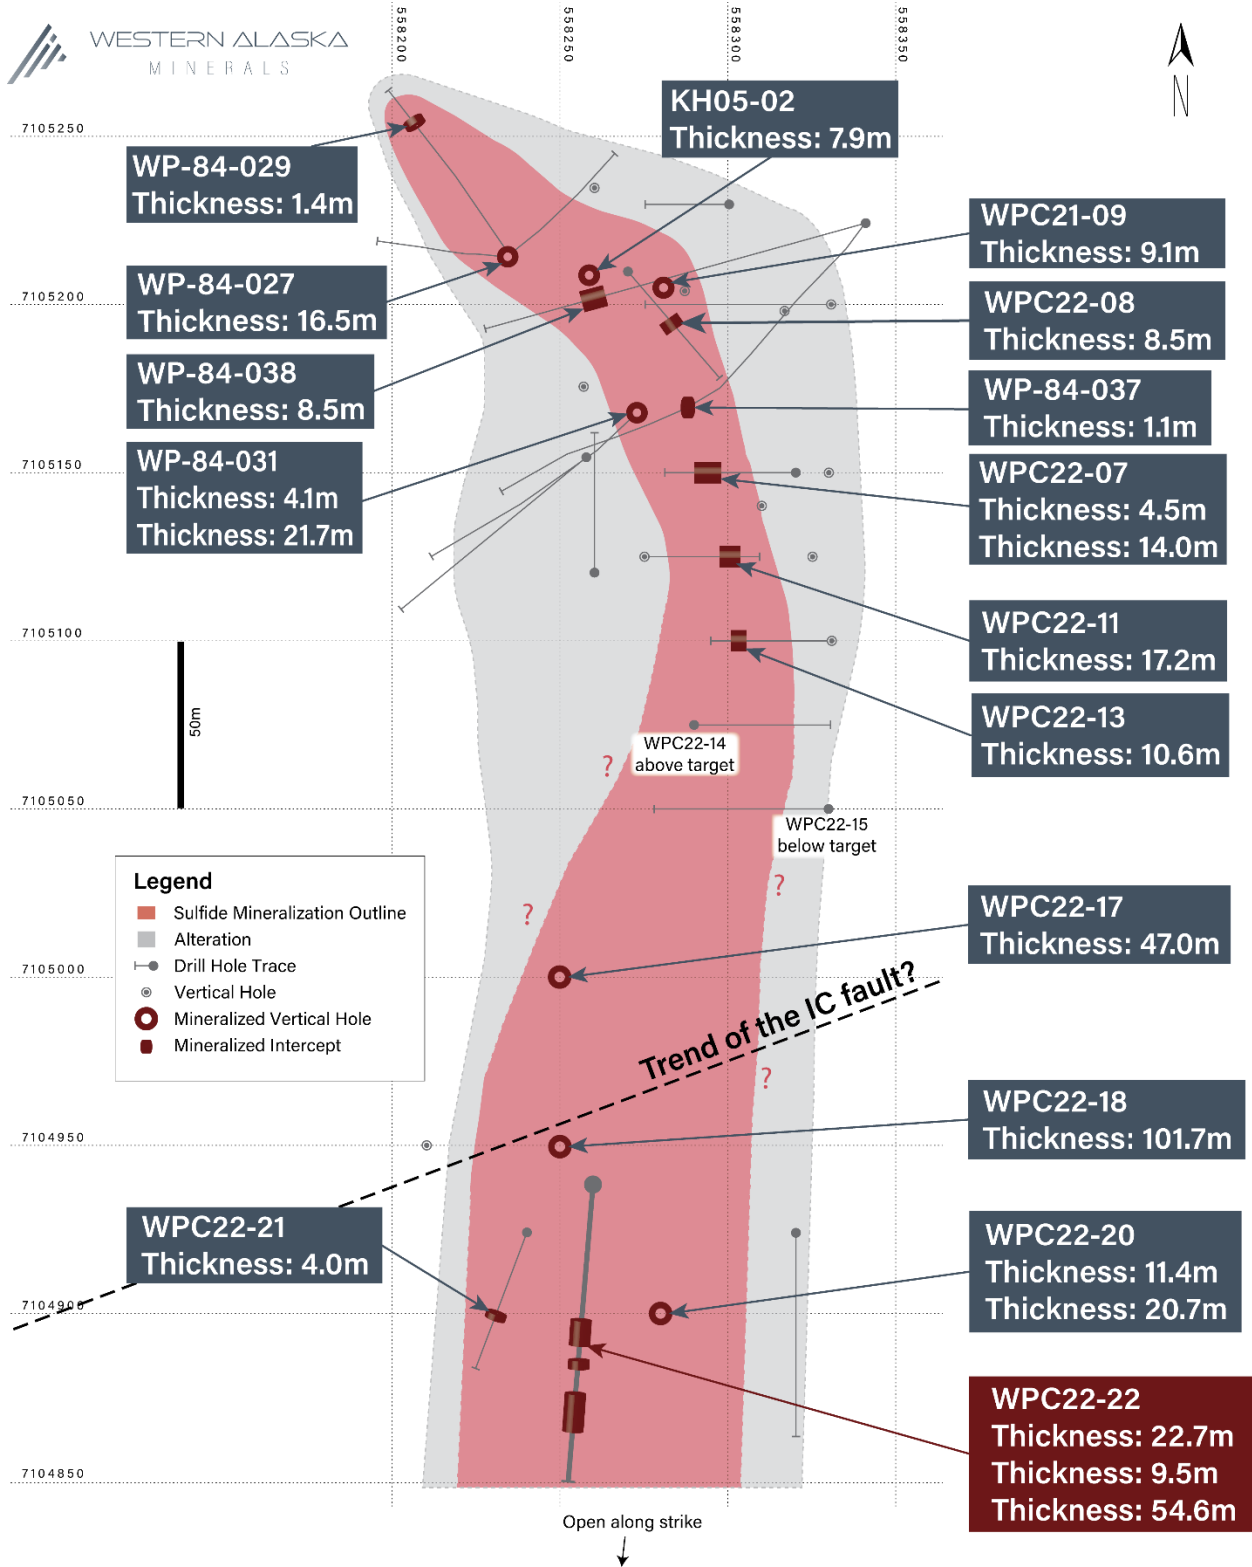 WESTERN ALASKA
MINERALS
558200
558250
558300
558350
N
7105250
7105200
7105150
7105100
7105050
7105000
7104950
7104900
7104850
KH05-02
Thickness: 7.9m
WP-84-029
Thickness: 1.4m
WPC21-09
Thickness: 9.1m
WP-84-027
Thickness: 16.5m
WPC22-08
Thickness: 8.5m
WP-84-038
Thickness: 8.5m
WP-84-037
Thickness: 1.1m
WP-84-031
Thickness: 4.1m
Thickness: 21.7m
WPC22-07
Thickness: 4.5m
Thickness: 14.0m
WPC22-11
Thickness: 17.2m
WPC22-13
Thickness: 10.6m
50m
WPC22-14
above target
?
WPC22-15
below target
?
?
Legend
Sulfide Mineralization Outline
Alteration
Drill Hole Trace
Vertical Hole
Mineralized Vertical Hole
Mineralized Intercept
WPC22-17
Thickness: 47.0m
Trend of the IC fault?
?
WPC22-18
Thickness: 101.7m
WPC22-21
Thickness: 4.0m
WPC22-20
Thickness: 11.4m
Thickness: 20.7m
WPC22-22
Thickness: 22.7m
Thickness: 9.5m
Thickness: 54.6m
Open along strike